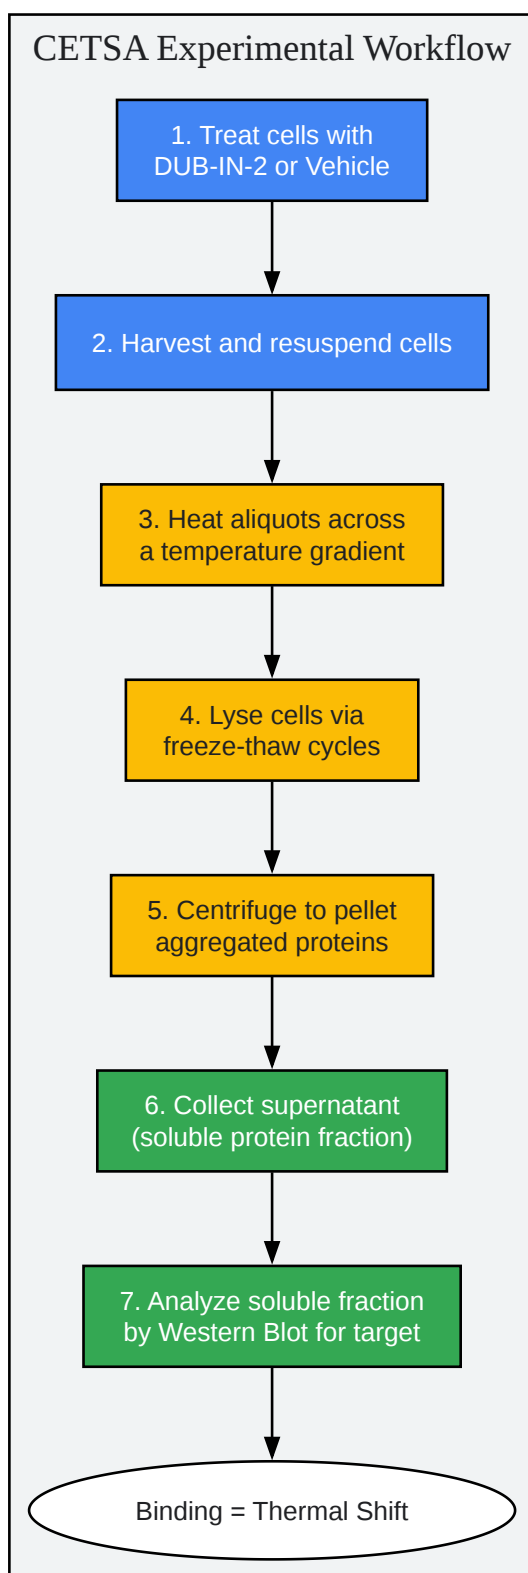 CETSA Experimental Workflow
1. Treat cells with
DUB-IN-2 or Vehicle
2. Harvest and resuspend cells
3. Heat aliquots across
a temperature gradient
4. Lyse cells via
freeze-thaw cycles
5. Centrifuge to pellet
aggregated proteins
6. Collect supernatant
(soluble protein fraction)
7. Analyze soluble fraction
by Western Blot for target
Binding = Thermal Shift